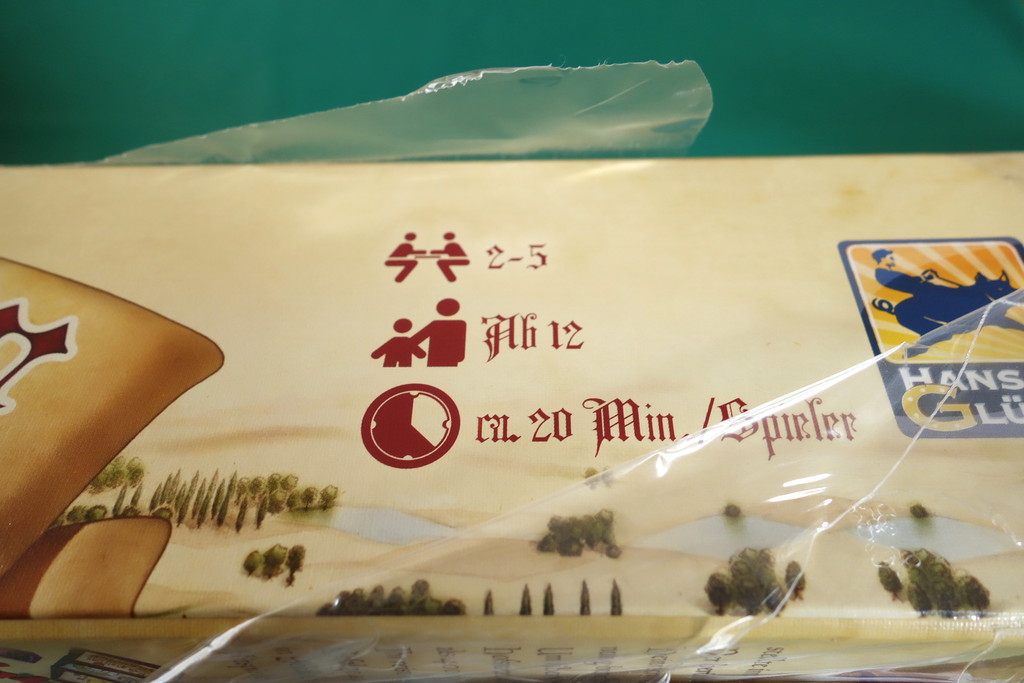 2-5
Ab 12
ca. 20 Min./Spieler
HANS
GLÜ